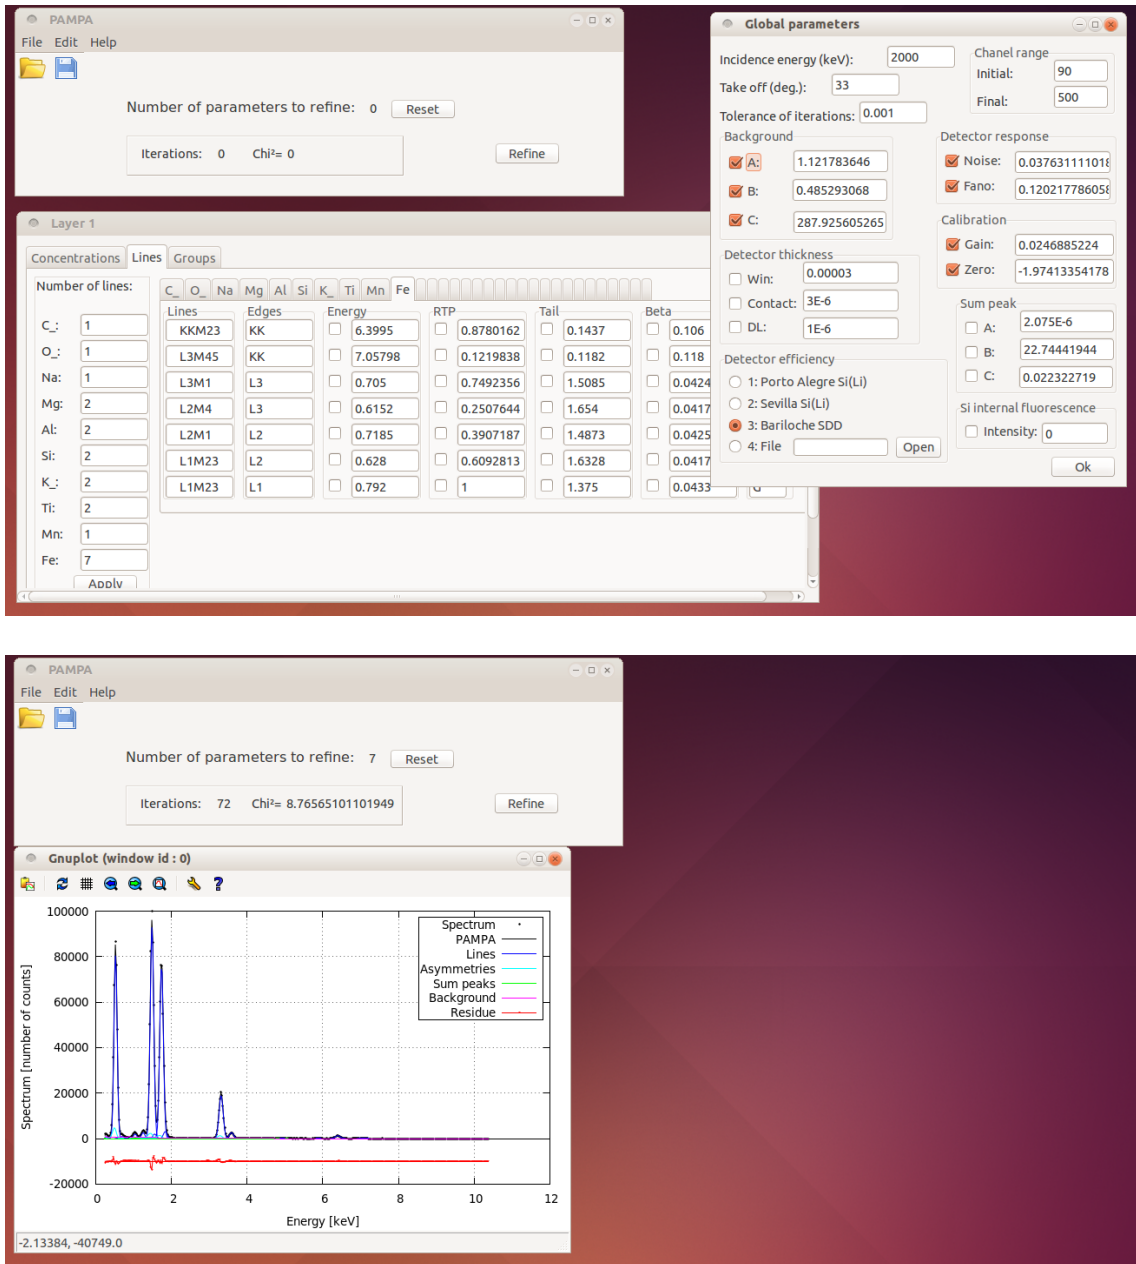 PAMPA
File Edit Help
Number of parameters to refine: 0 Reset
Iterations: 0 Chi²= 0 Refine
Global parameters
Incidence energy (keV): 2000
Take off (deg.): 33
Tolerance of iterations: 0.001
Chanel range
Initial: 90
Final: 500
Background
A: 1.121783646
B: 0.485293068
C: 287.925605265
Detector response
Noise: 0.037631111018
Fano: 0.120217786058
Calibration
Gain: 0.0246885224
Zero: -1.97413354178
Detector thickness
Win: 0.00003
Contact: 3E-6
DL: 1E-6
Sum peak
A: 2.075E-6
B: 22.74441944
C: 0.022322719
Detector efficiency
1: Porto Alegre Si(Li)
2: Sevilla Si(Li)
3: Bariloche SDD
4: File Open
Si internal fluorescence
Intensity: 0
Ok
Layer 1
Concentrations Lines Groups
Number of lines:
C_: 1
O_: 1
Na: 1
Mg: 2
Al: 2
Si: 2
K_: 2
Ti: 2
Mn: 1
Fe: 7
Apply
C_ O_ Na Mg Al Si K_ Ti Mn Fe
Lines Edges Energy RTP Tail Beta
KKM23 KK 6.3995 0.8780162 0.1437 0.106
L3M45 KK 7.05798 0.1219838 0.1182 0.118
L3M1 L3 0.705 0.7492356 1.5085 0.0424
L2M4 L3 0.6152 0.2507644 1.654 0.0417
L2M1 L2 0.7185 0.3907187 1.4873 0.0425
L1M23 L2 0.628 0.6092813 1.6328 0.0417
L1M23 L1 0.792 1 1.375 0.0433 G
PAMPA
File Edit Help
Number of parameters to refine: 7 Reset
Iterations: 72 Chi²= 8.76565101101949 Refine
Gnuplot (window id : 0)
Spectrum [number of counts]
100000
80000
60000
40000
20000
0
-20000
Spectrum
PAMPA
Lines
Asymmetries
Sum peaks
Background
Residue
0 2 4 6 8 10 12
Energy [keV]
-2.13384, -40749.0